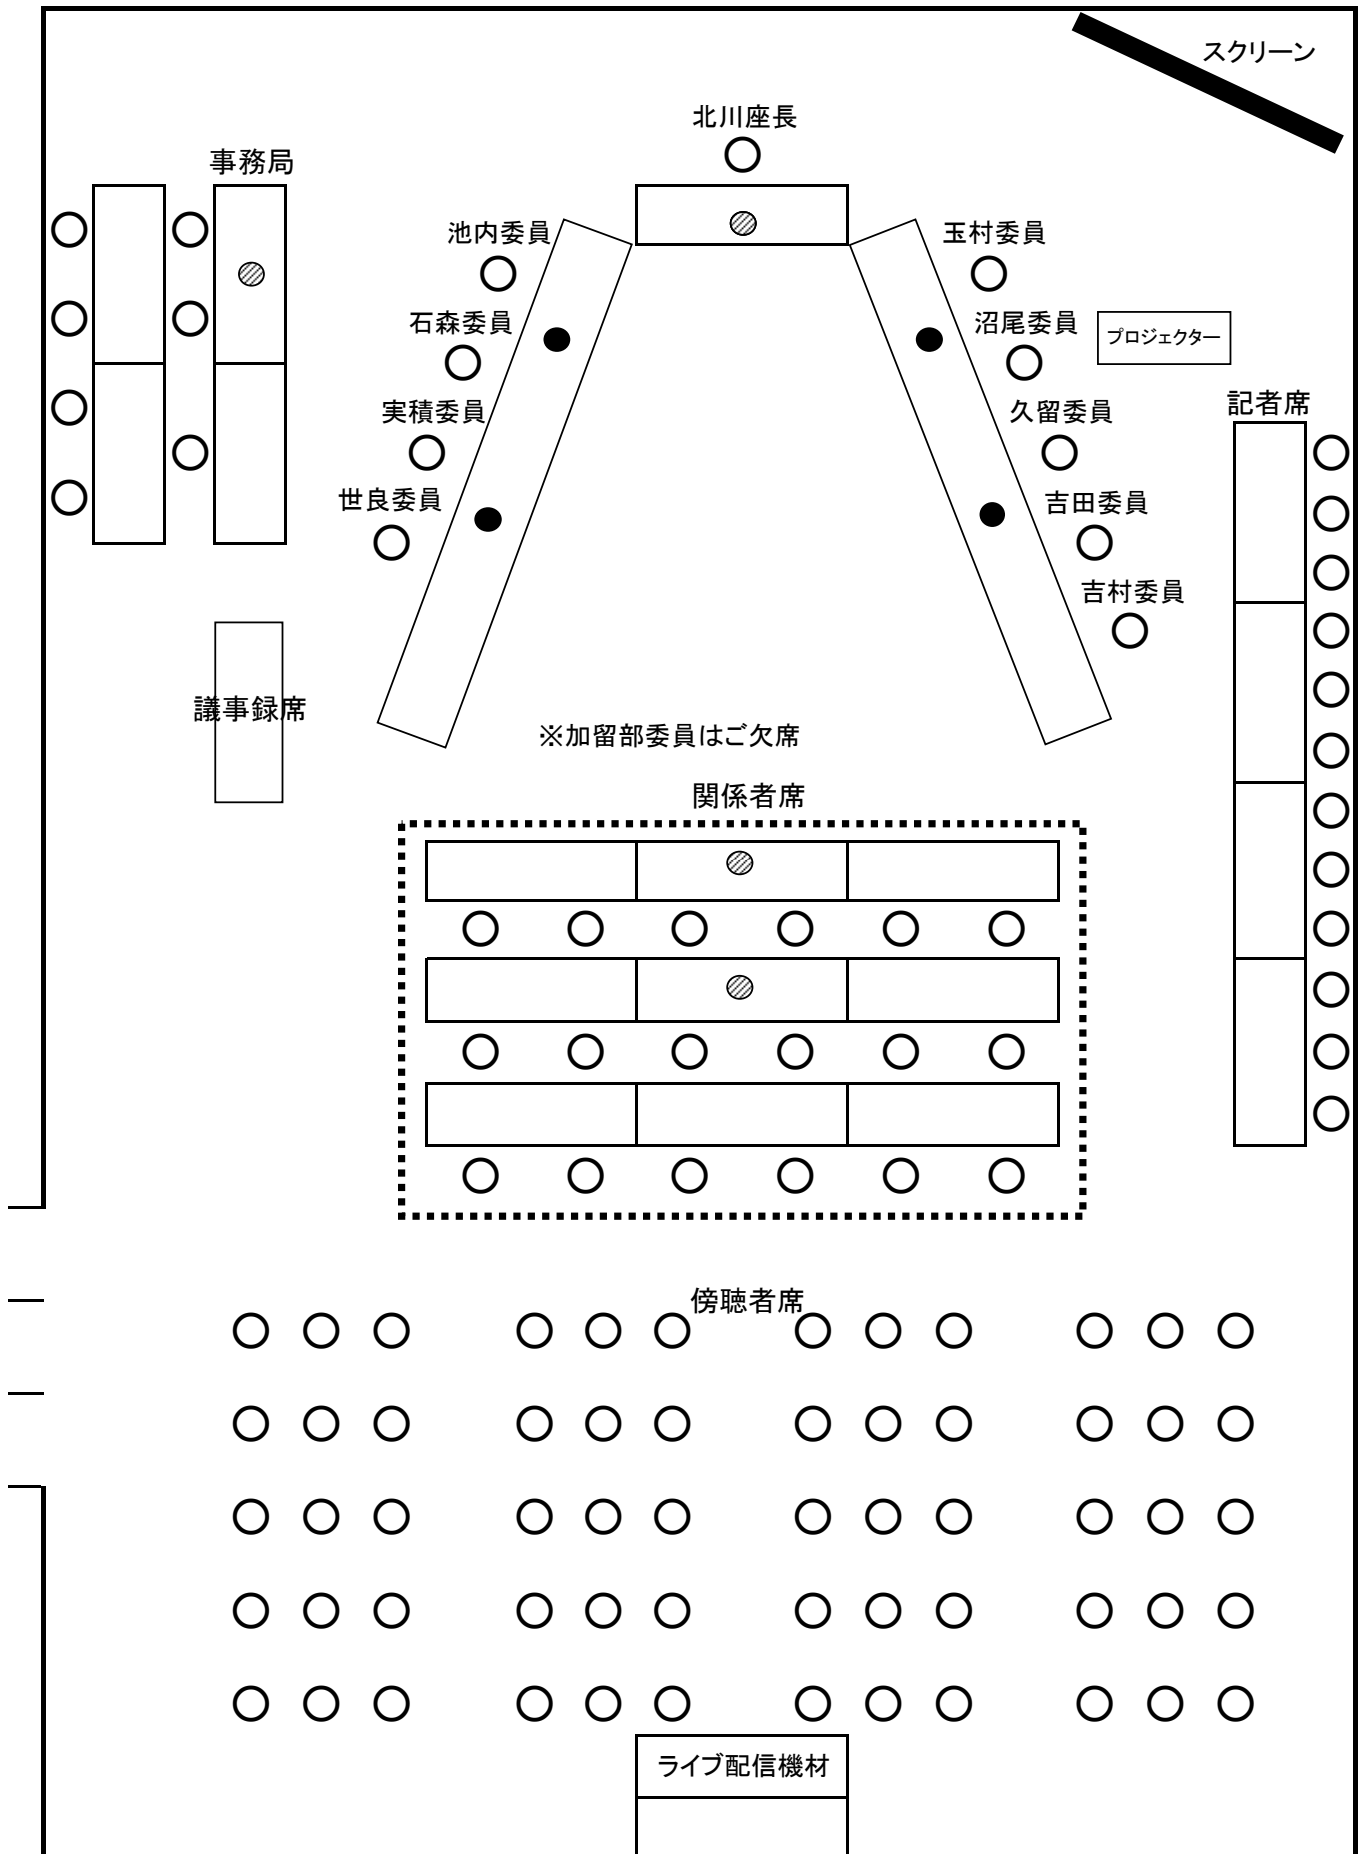 スクリーン
北川座長
事務局
池内委員
玉村委員
石森委員
沼尾委員
プロジェクター
実積委員
久留委員
記者席
世良委員
吉田委員
吉村委員
議事録席
※加留部委員はご欠席
関係者席
傍聴者席
ライブ配信機材